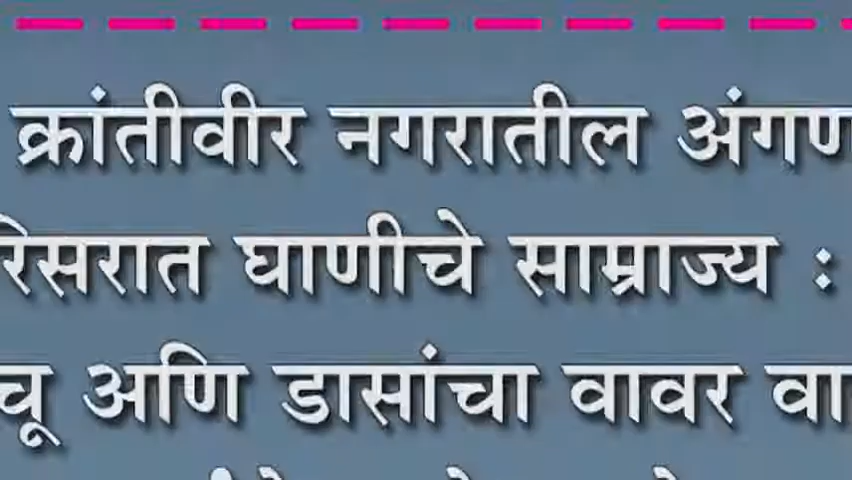 क्रांतीवीर नगरातील अंगण
रिसरात घाणीचे साम्राज्य :
चू अणि डासांचा वावर वा